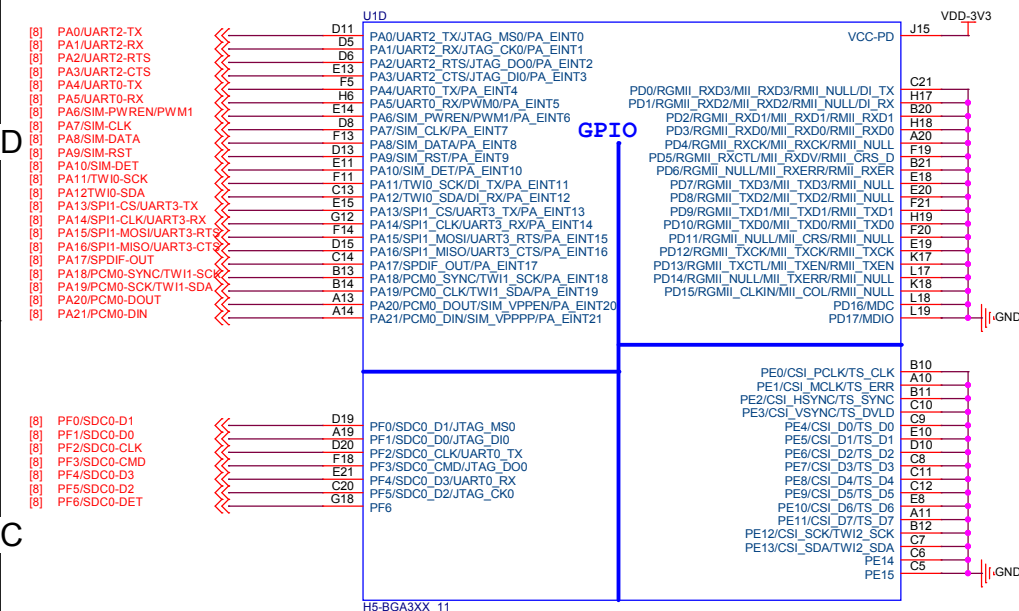 U1D
VDD-3V3
[8] PA0/UART2-TX D11 PA0/UART2_TX/JTAG_MS0/PA_EINT0
[8] PA1/UART2-RX D5 PA1/UART2_RX/JTAG_CK0/PA_EINT1
[8] PA2/UART2-RTS D6 PA2/UART2_RTS/JTAG_DO0/PA_EINT2
[8] PA3/UART2-CTS E13 PA3/UART2_CTS/JTAG_DI0/PA_EINT3
[8] PA4/UART0-TX F5 PA4/UART0_TX/PA_EINT4
[8] PA5/UART0-RX H6 PA5/UART0_RX/PWM0/PA_EINT5
[8] PA6/SIM-PWREN/PWM1 E14 PA6/SIM_PWREN/PWM1/PA_EINT6
[8] PA7/SIM-CLK D8 PA7/SIM_CLK/PA_EINT7
[8] PA8/SIM-DATA F13 PA8/SIM_DATA/PA_EINT8
[8] PA9/SIM-RST D13 PA9/SIM_RST/PA_EINT9
[8] PA10/SIM-DET E11 PA10/SIM_DET/PA_EINT10
[8] PA11/TWI0-SCK F11 PA11/TWI0_SCK/DI_TX/PA_EINT11
[8] PA12TWI0-SDA C13 PA12/TWI0_SDA/DI_RX/PA_EINT12
[8] PA13/SPI1-CS/UART3-TX E15 PA13/SPI1_CS/UART3_TX/PA_EINT13
[8] PA14/SPI1-CLK/UART3-RX G12 PA14/SPI1_CLK/UART3_RX/PA_EINT14
[8] PA15/SPI1-MOSI/UART3-RTS F14 PA15/SPI1_MOSI/UART3_RTS/PA_EINT15
[8] PA16/SPI1-MISO/UART3-CTS D15 PA16/SPI1_MISO/UART3_CTS/PA_EINT16
[8] PA17/SPDIF-OUT C14 PA17/SPDIF_OUT/PA_EINT17
[8] PA18/PCM0-SYNC/TWI1-SCK B13 PA18/PCM0_SYNC/TWI1_SCK/PA_EINT18
[8] PA19/PCM0-SCK/TWI1-SDA B14 PA19/PCM0_CLK/TWI1_SDA/PA_EINT19
[8] PA20/PCM0-DOUT A13 PA20/PCM0_DOUT/SIM_VPPEN/PA_EINT20
[8] PA21/PCM0-DIN A14 PA21/PCM0_DIN/SIM_VPPPP/PA_EINT21
D
GPIO
VCC-PD J15
PD0/RGMII_RXD3/MII_RXD3/RMII_NULL/DI_TX C21
PD1/RGMII_RXD2/MII_RXD2/RMII_NULL/DI_RX H17
PD2/RGMII_RXD1/MII_RXD1/RMII_RXD1 B20
PD3/RGMII_RXD0/MII_RXD0/RMII_RXD0 H18
PD4/RGMII_RXCK/MII_RXCK/RMII_NULL A20
PD5/RGMII_RXCTL/MII_RXDV/RMII_CRS_D F19
PD6/RGMII_NULL/MII_RXERR/RMII_RXER B21
PD7/RGMII_TXD3/MII_TXD3/RMII_NULL E18
PD8/RGMII_TXD2/MII_TXD2/RMII_NULL E20
PD9/RGMII_TXD1/MII_TXD1/RMII_TXD1 F21
PD10/RGMII_TXD0/MII_TXD0/RMII_TXD0 H19
PD11/RGMII_NULL/MII_CRS/RMII_NULL F20
PD12/RGMII_TXCK/MII_TXCK/RMII_TXCK E19
PD13/RGMII_TXCTL/MII_TXEN/RMII_TXEN K17
PD14/RGMII_NULL/MII_TXERR/RMII_NULL L17
PD15/RGMII_CLKIN/MII_COL/RMII_NULL K18
PD16/MDC L18
PD17/MDIO L19
GND
PE0/CSI_PCLK/TS_CLK B10
PE1/CSI_MCLK/TS_ERR A10
PE2/CSI_HSYNC/TS_SYNC B11
PE3/CSI_VSYNC/TS_DVLD C10
PE4/CSI_D0/TS_D0 C9
PE5/CSI_D1/TS_D1 E10
PE6/CSI_D2/TS_D2 D10
PE7/CSI_D3/TS_D3 C8
PE8/CSI_D4/TS_D4 C11
PE9/CSI_D5/TS_D5 C12
PE10/CSI_D6/TS_D6 E8
PE11/CSI_D7/TS_D7 A11
PE12/CSI_SCK/TWI2_SCK B12
PE13/CSI_SDA/TWI2_SDA C7
PE14 C6
PE15 C5
GND
[8] PF0/SDC0-D1 D19 PF0/SDC0_D1/JTAG_MS0
[8] PF1/SDC0-D0 A19 PF1/SDC0_D0/JTAG_DI0
[8] PF2/SDC0-CLK D20 PF2/SDC0_CLK/UART0_TX
[8] PF3/SDC0-CMD F18 PF3/SDC0_CMD/JTAG_DO0
[8] PF4/SDC0-D3 E21 PF4/SDC0_D3/UART0_RX
[8] PF5/SDC0-D2 C20 PF5/SDC0_D2/JTAG_CK0
[8] PF6/SDC0-DET G18 PF6
C
H5-BGA3XX_11